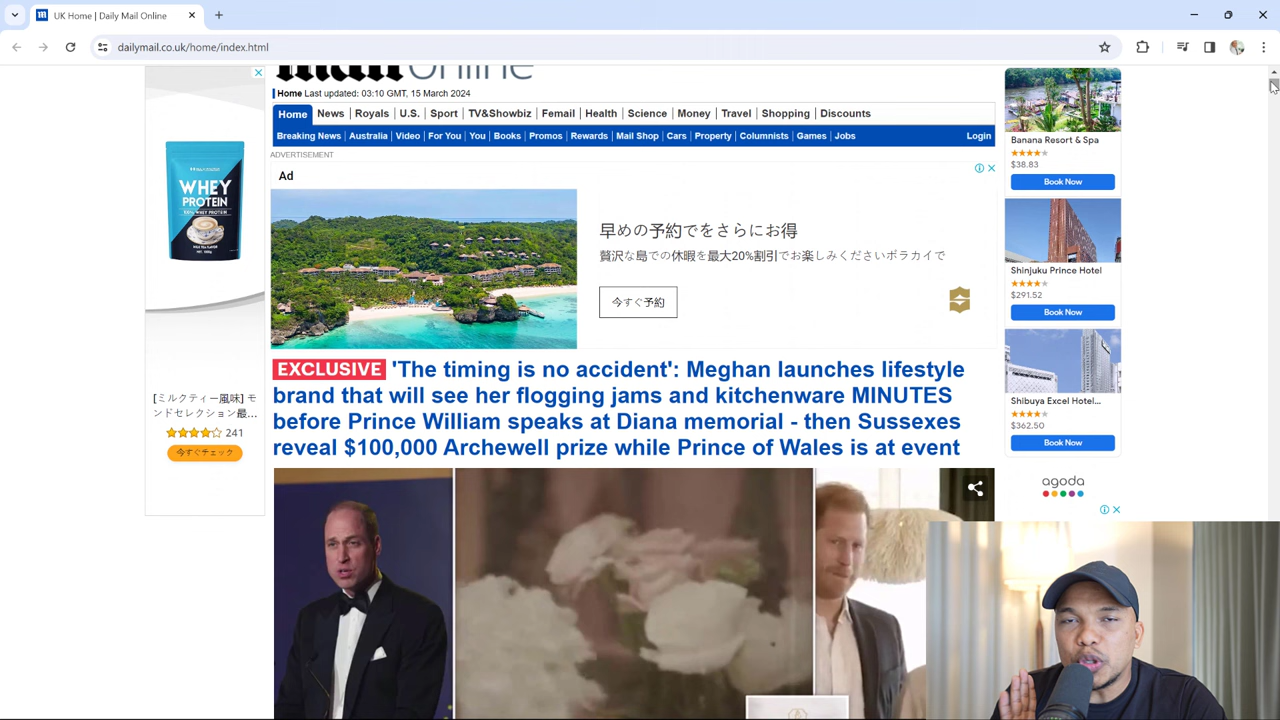 UK Home | Daily Mail Online
dailymail.co.uk/home/index.html
Mail Online
Home Last updated: 03:10 GMT, 15 March 2024
Home News Royals U.S. Sport TV&Showbiz Femail Health Science Money Travel Shopping Discounts
Breaking News Australia Video For You You Books Promos Rewards Mail Shop Cars Property Columnists Games Jobs Login
ADVERTISEMENT
Ad
早めの予約でをさらにお得
贅沢な島での休暇を最大20%割引でお楽しみくださいボラカイで
今すぐ予約
WHEY
PROTEIN
[ミルクティー風味] モ
ンドセレクション最...
241
今すぐチェック
Banana Resort & Spa
$38.83
Book Now
Shinjuku Prince Hotel
$291.52
Book Now
Shibuya Excel Hotel...
$362.50
Book Now
agoda
EXCLUSIVE 'The timing is no accident': Meghan launches lifestyle
brand that will see her flogging jams and kitchenware MINUTES
before Prince William speaks at Diana memorial - then Sussexes
reveal $100,000 Archewell prize while Prince of Wales is at event